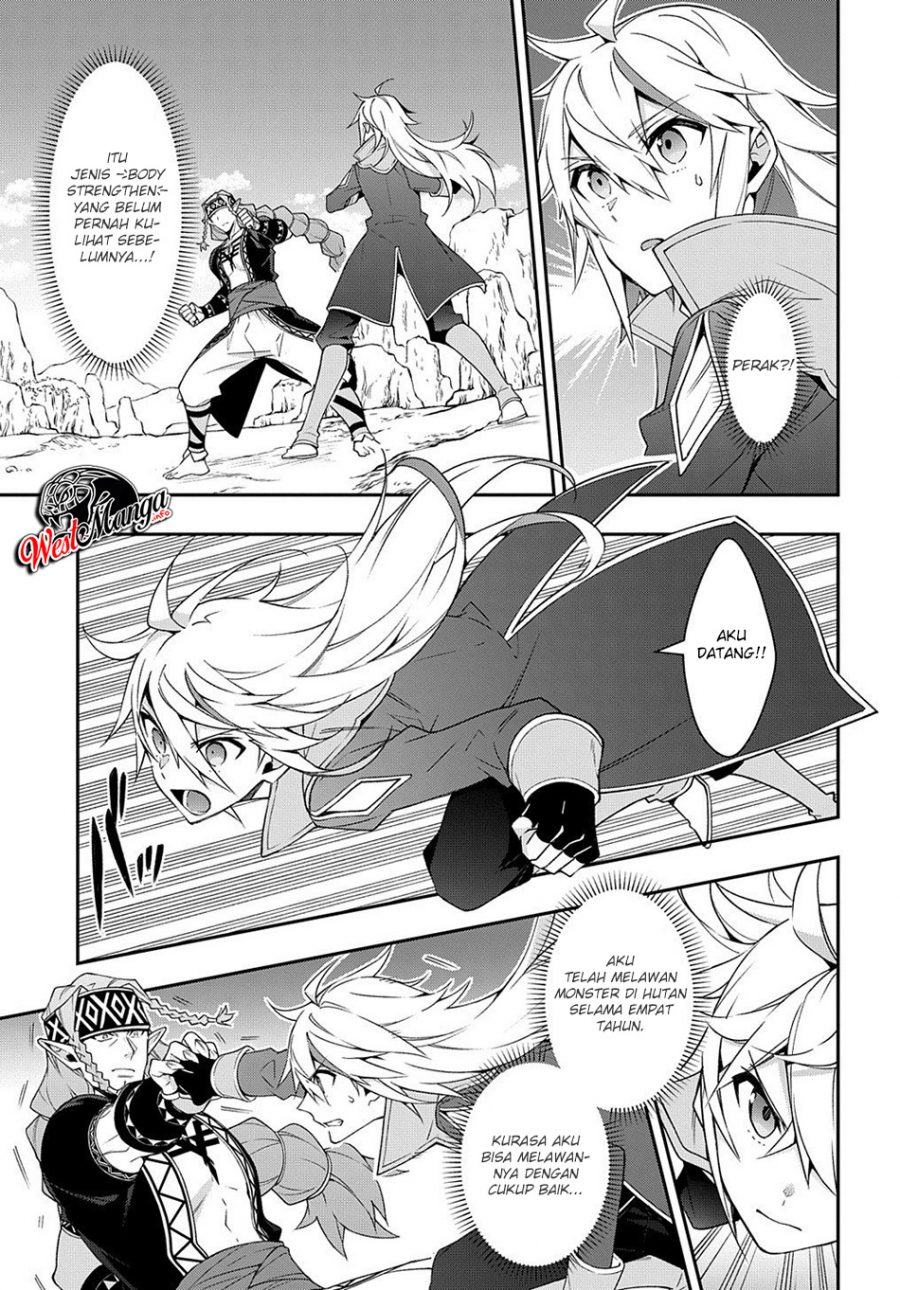 PERAK?!
ITU
JENIS -:BODY
STRENGTHEN:-
YANG BELUM
PERNAH KU-
LIHAT SEBE-
LUMNYA...!
WestManga
.info
AKU
DATANG!!
AKU
TELAH MELAWAN
MONSTER DI HUTAN
SELAMA EMPAT
TAHUN.
KURASA AKU
BISA MELAWAN-
NYA DENGAN
CUKUP BAIK...